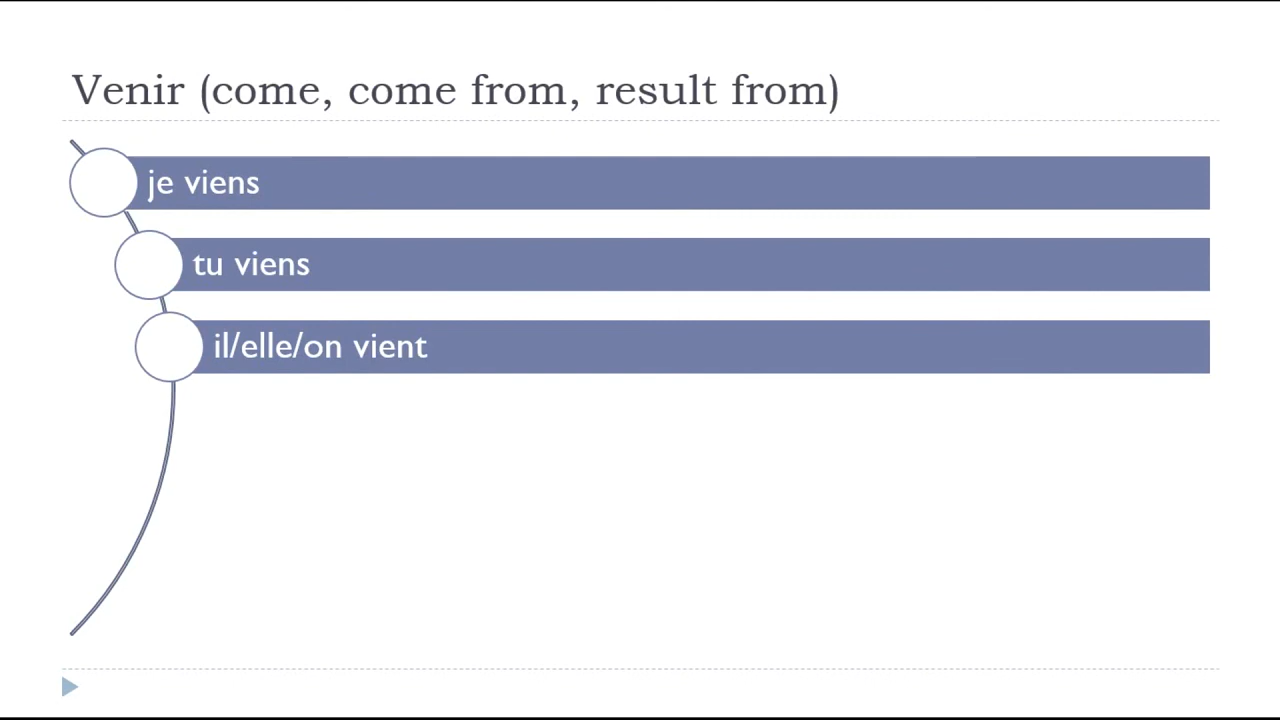 Venir (come, come from, result from)
je viens
tu viens
il/elle/on vient